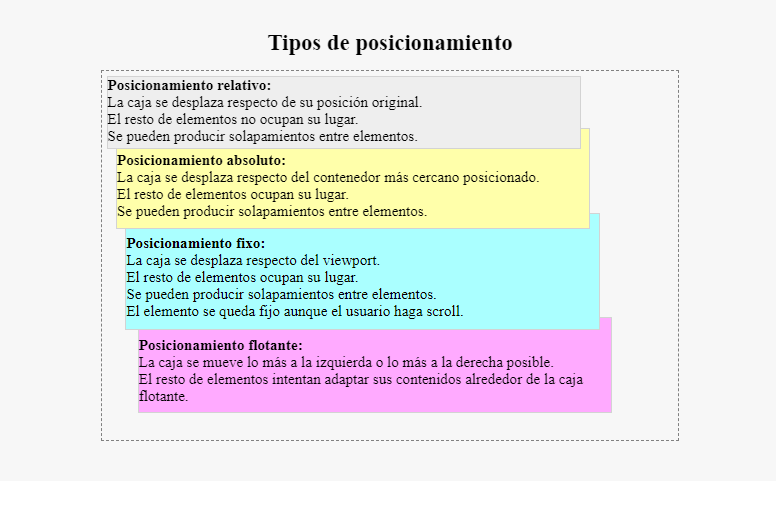 Tipos de posicionamiento
Posicionamiento relativo:
La caja se desplaza respecto de su posición original.
El resto de elementos no ocupan su lugar.
Se pueden producir solapamientos entre elementos.
Posicionamiento absoluto:
La caja se desplaza respecto del contenedor más cercano posicionado.
El resto de elementos ocupan su lugar.
Se pueden producir solapamientos entre elementos.
Posicionamiento fixo:
La caja se desplaza respecto del viewport.
El resto de elementos ocupan su lugar.
Se pueden producir solapamientos entre elementos.
El elemento se queda fijo aunque el usuario haga scroll.
Posicionamiento flotante:
La caja se mueve lo más a la izquierda o lo más a la derecha posible.
El resto de elementos intentan adaptar sus contenidos alrededor de la caja
flotante.